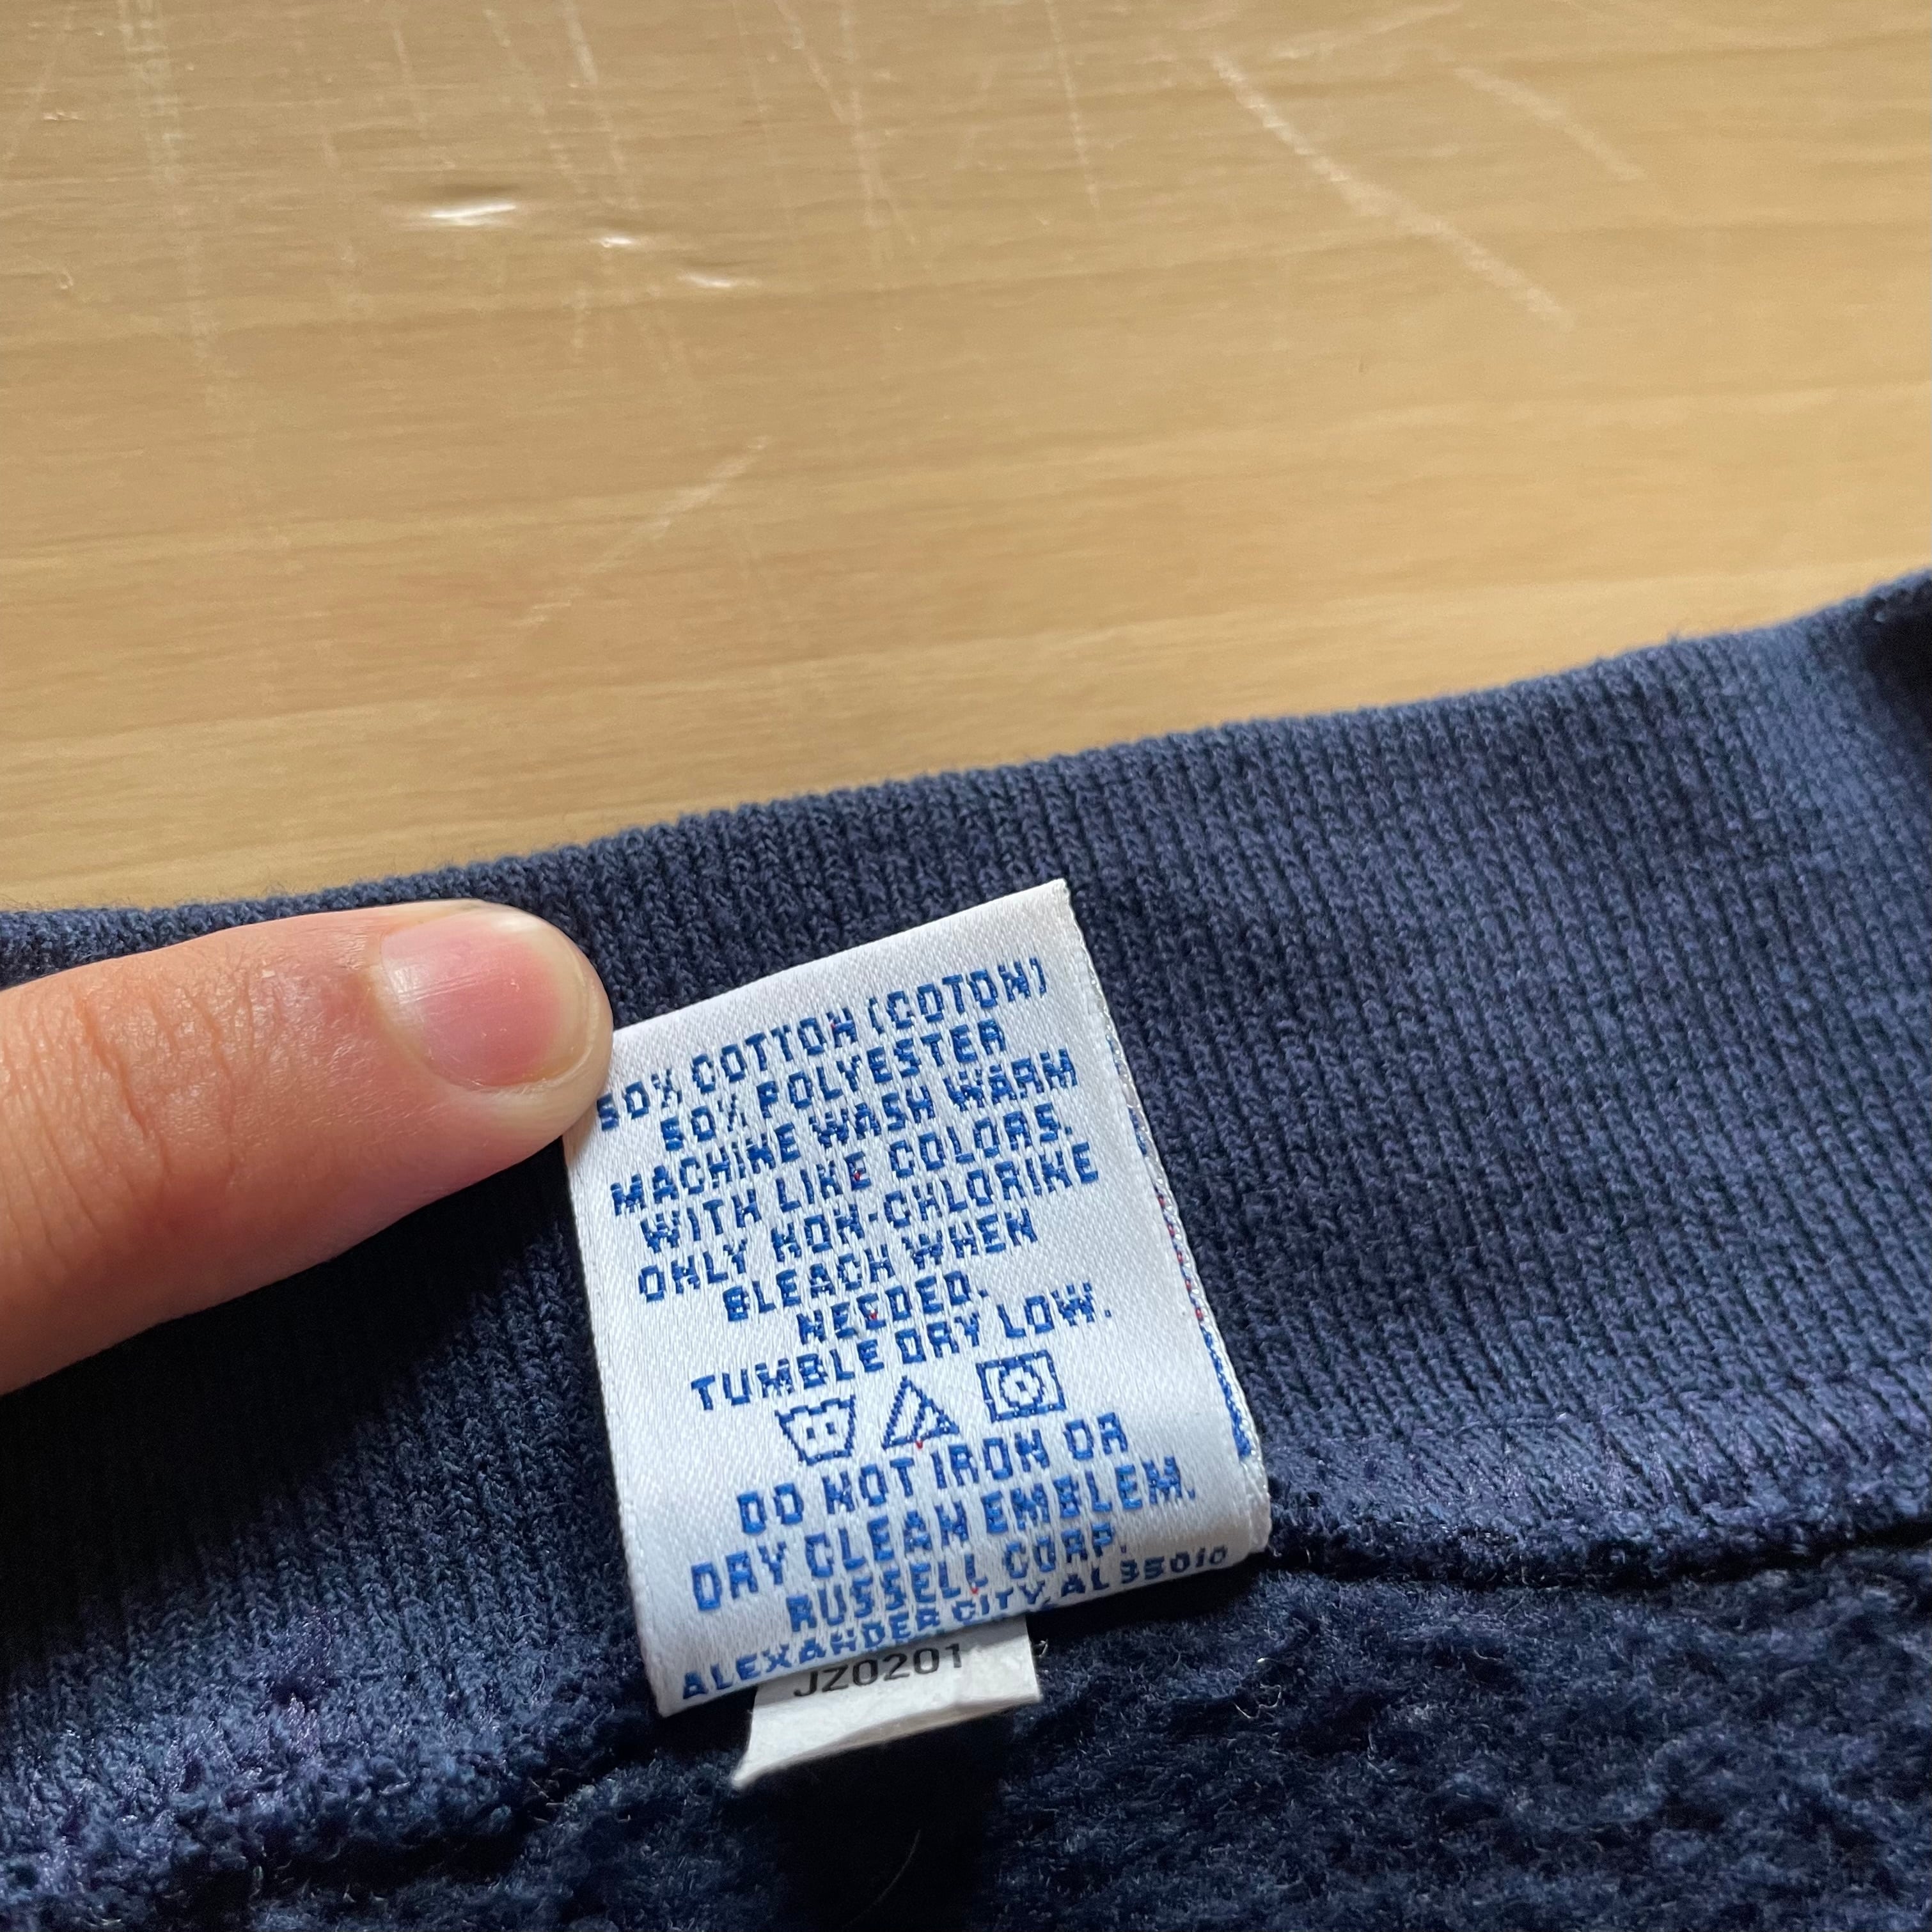 50% COTTON (COTON)
50% POLYESTER
MACHINE WASH WARM
WITH LIKE COLORS.
ONLY NON-CHLORINE
BLEACH WHEN
NEEDED.
TUMBLE DRY LOW.
DO NOT IRON OR
DRY CLEAN EMBLEM.
RUSSELL CORP.
ALEXANDER CITY, AL 35010
JZ0201